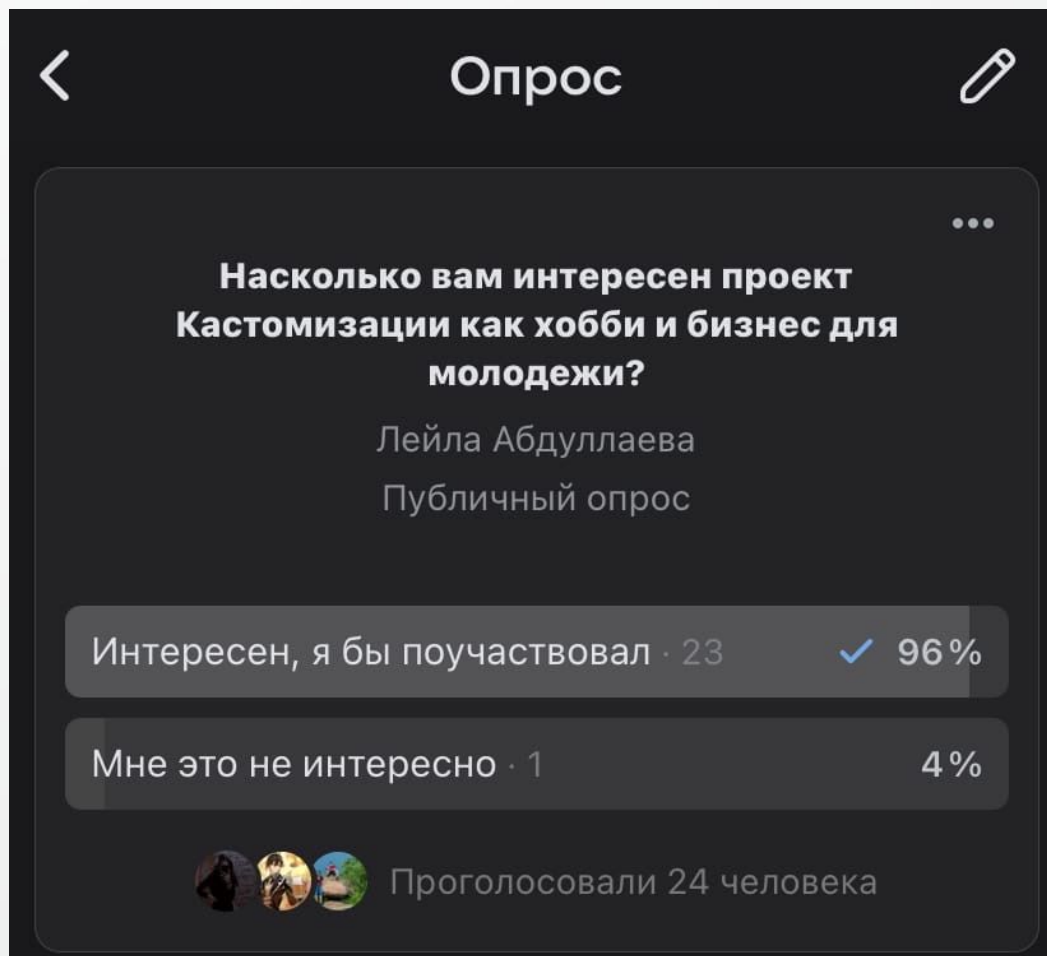 Опрос
Насколько вам интересен проект
Кастомизации как хобби и бизнес для
молодежи?
Лейла Абдуллаева
Публичный опрос
Интересен, я бы поучаствовал · 23 96%
Мне это не интересно · 1 4%
Проголосовали 24 человека